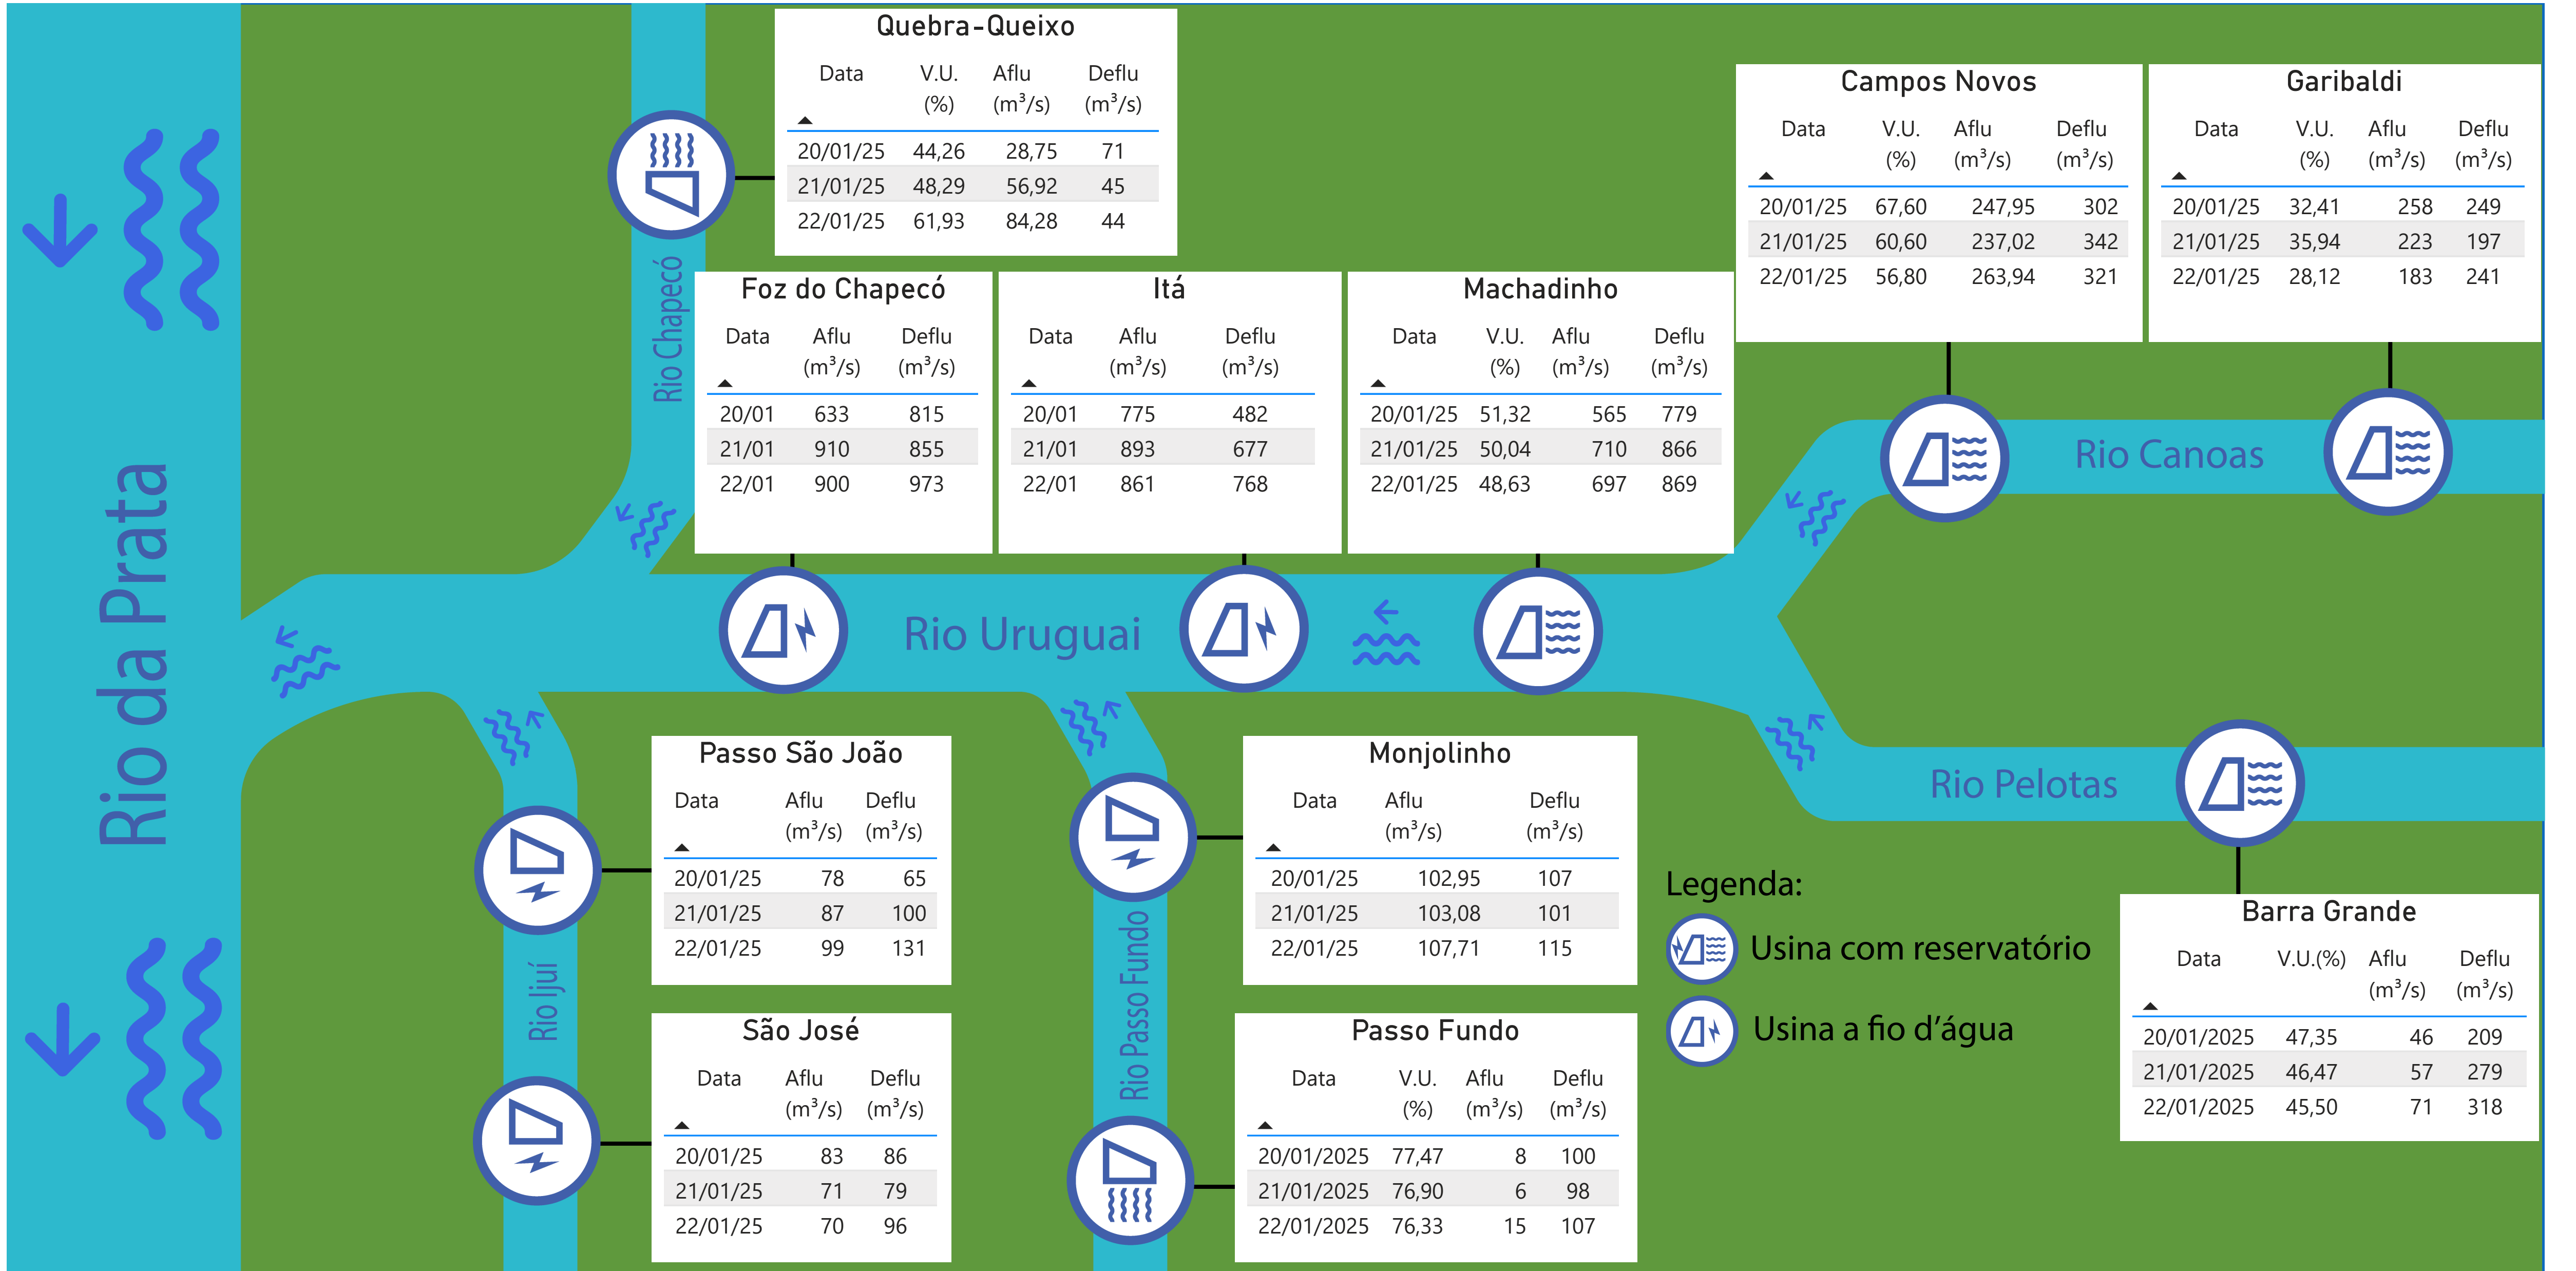 Quebra-Queixo
Data V.U. (%) Aflu (m³/s) Deflu (m³/s)
20/01/25 44,26 28,75 71
21/01/25 48,29 56,92 45
22/01/25 61,93 84,28 44
Campos Novos
Data V.U. (%) Aflu (m³/s) Deflu (m³/s)
20/01/25 67,60 247,95 302
21/01/25 60,60 237,02 342
22/01/25 56,80 263,94 321
Garibaldi
Data V.U. (%) Aflu (m³/s) Deflu (m³/s)
20/01/25 32,41 258 249
21/01/25 35,94 223 197
22/01/25 28,12 183 241
Rio Chapecó
Foz do Chapecó
Data Aflu (m³/s) Deflu (m³/s)
20/01 633 815
21/01 910 855
22/01 900 973
Itá
Data Aflu (m³/s) Deflu (m³/s)
20/01 775 482
21/01 893 677
22/01 861 768
Machadinho
Data V.U. (%) Aflu (m³/s) Deflu (m³/s)
20/01/25 51,32 565 779
21/01/25 50,04 710 866
22/01/25 48,63 697 869
Rio Canoas
Rio da Prata
Rio Uruguai
Rio Pelotas
Passo São João
Data Aflu (m³/s) Deflu (m³/s)
20/01/25 78 65
21/01/25 87 100
22/01/25 99 131
Monjolinho
Data Aflu (m³/s) Deflu (m³/s)
20/01/25 102,95 107
21/01/25 103,08 101
22/01/25 107,71 115
Rio Ijuí
São José
Data Aflu (m³/s) Deflu (m³/s)
20/01/25 83 86
21/01/25 71 79
22/01/25 70 96
Rio Passo Fundo
Passo Fundo
Data V.U. (%) Aflu (m³/s) Deflu (m³/s)
20/01/2025 77,47 8 100
21/01/2025 76,90 6 98
22/01/2025 76,33 15 107
Legenda:
Usina com reservatório
Usina a fio d’água
Barra Grande
Data V.U.(%) Aflu (m³/s) Deflu (m³/s)
20/01/2025 47,35 46 209
21/01/2025 46,47 57 279
22/01/2025 45,50 71 318